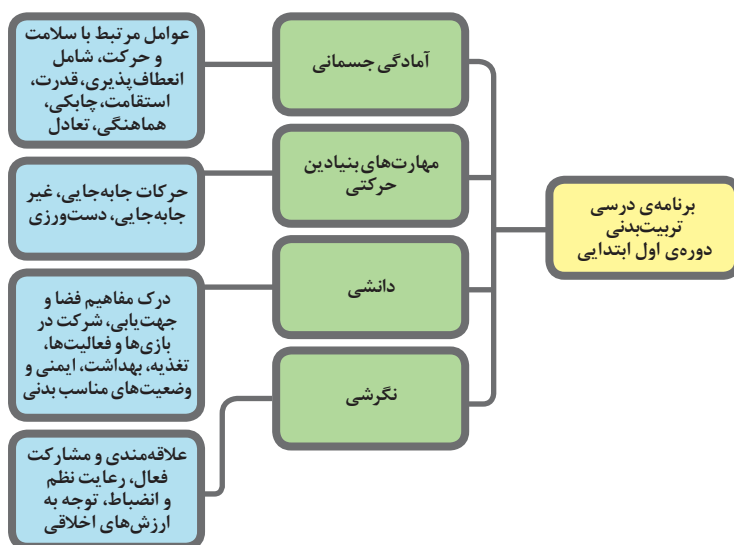 برنامه‌ی درسی
تربیت‌بدنی
دوره‌ی اول ابتدایی
آمادگی جسمانی
عوامل مرتبط با سلامت
و حرکت، شامل
انعطاف‌پذیری، قدرت،
استقامت، چابکی،
هماهنگی، تعادل
مهارت‌های بنیادین
حرکتی
حرکات جابه‌جایی، غیر
جابه‌جایی، دست‌ورزی
دانشی
درک مفاهیم فضا و
جهت‌یابی، شرکت در
بازی‌ها و فعالیت‌ها،
تغذیه، بهداشت، ایمنی و
وضعیت‌های مناسب بدنی
نگرشی
علاقه‌مندی و مشارکت
فعال، رعایت نظم
و انضباط، توجه به
ارزش‌های اخلاقی